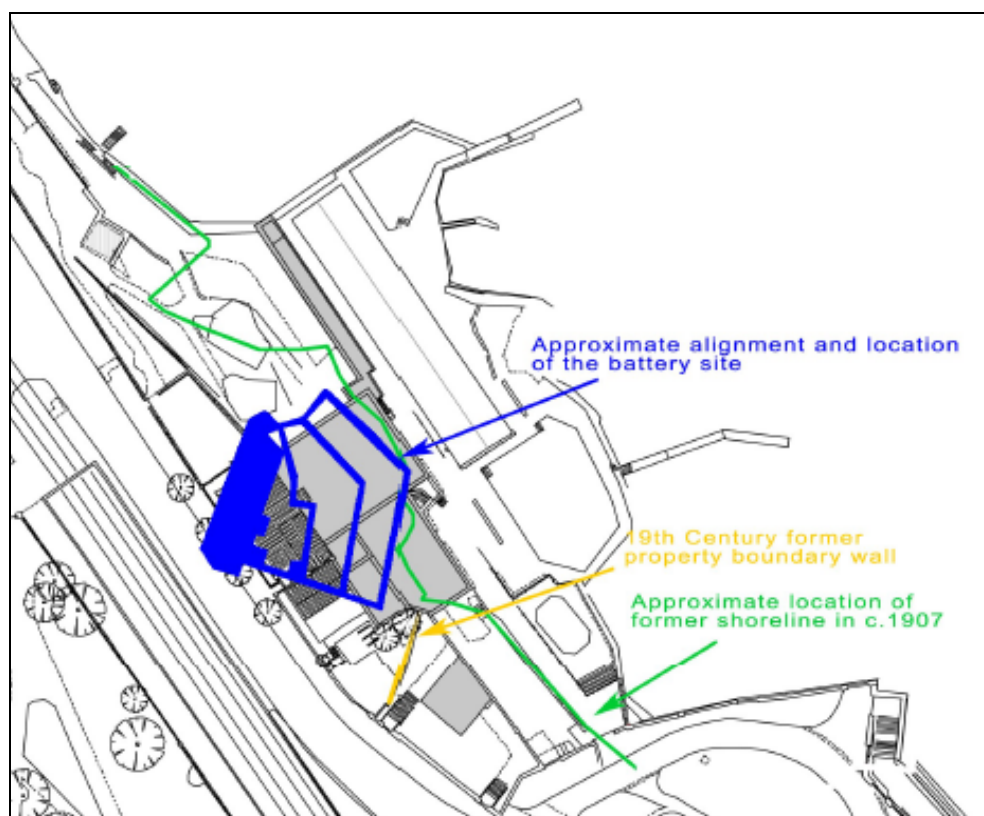 Approximate alignment and location
of the battery site
19th Century former
property boundary wall
Approximate location of
former shoreline in c.1907